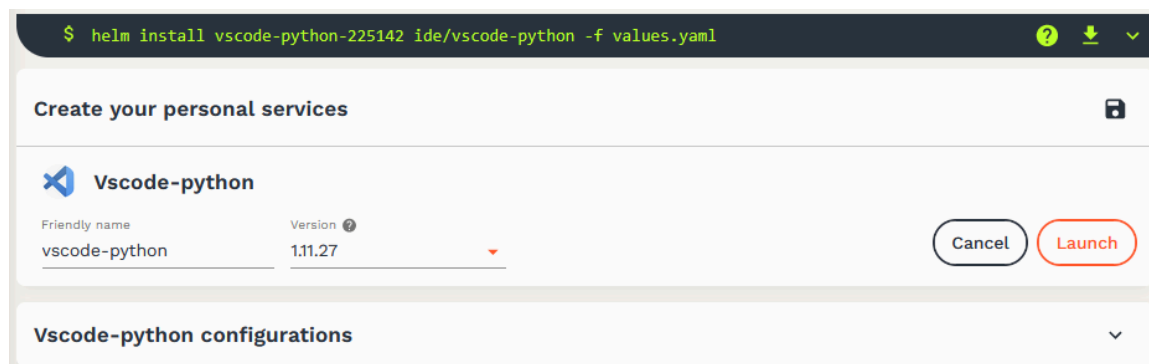 $ helm install vscode-python-225142 ide/vscode-python -f values.yaml
Create your personal services
Vscode-python
Friendly name
vscode-python
Version
1.11.27
Cancel
Launch
Vscode-python configurations